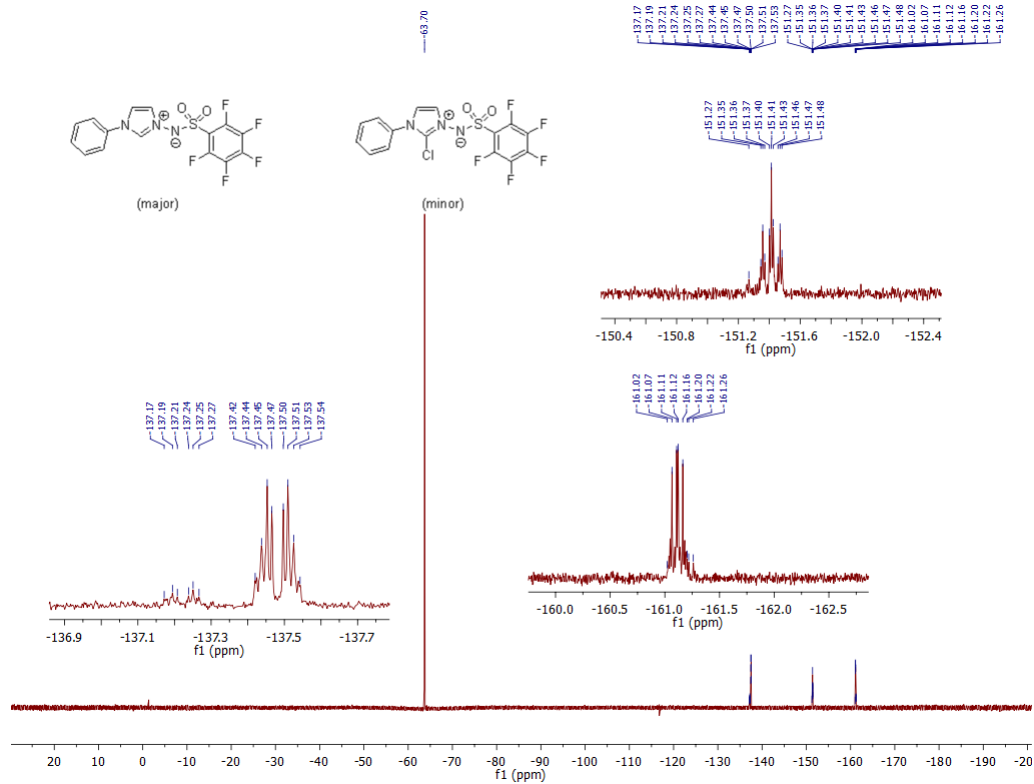 -63.70
-137.17
-137.19
-137.21
-137.24
-137.25
-137.27
-137.44
-137.45
-137.47
-137.50
-137.51
-137.53
-151.27
-151.35
-151.36
-151.37
-151.40
-151.41
-151.43
-151.46
-151.47
-151.48
-161.02
-161.07
-161.11
-161.12
-161.16
-161.20
-161.22
-161.26
N
⊕
N
N
⊖
O
O
S
F
F
F
F
F
(major)
N
⊕
N
Cl
N
⊖
O
O
S
F
F
F
F
F
(minor)
-151.27
-151.35
-151.36
-151.37
-151.40
-151.41
-151.43
-151.46
-151.47
-151.48
-150.4 -150.8 -151.2 -151.6 -152.0 -152.4
f1 (ppm)
-137.17
-137.19
-137.21
-137.24
-137.25
-137.27
-137.42
-137.44
-137.45
-137.47
-137.50
-137.51
-137.53
-137.54
-136.9 -137.1 -137.3 -137.5 -137.7
f1 (ppm)
-161.02
-161.07
-161.11
-161.12
-161.16
-161.20
-161.22
-161.26
-160.0 -160.5 -161.0 -161.5 -162.0 -162.5
f1 (ppm)
20 10 0 -10 -20 -30 -40 -50 -60 -70 -80 -90 -100 -110 -120 -130 -140 -150 -160 -170 -180 -190 -20
f1 (ppm)